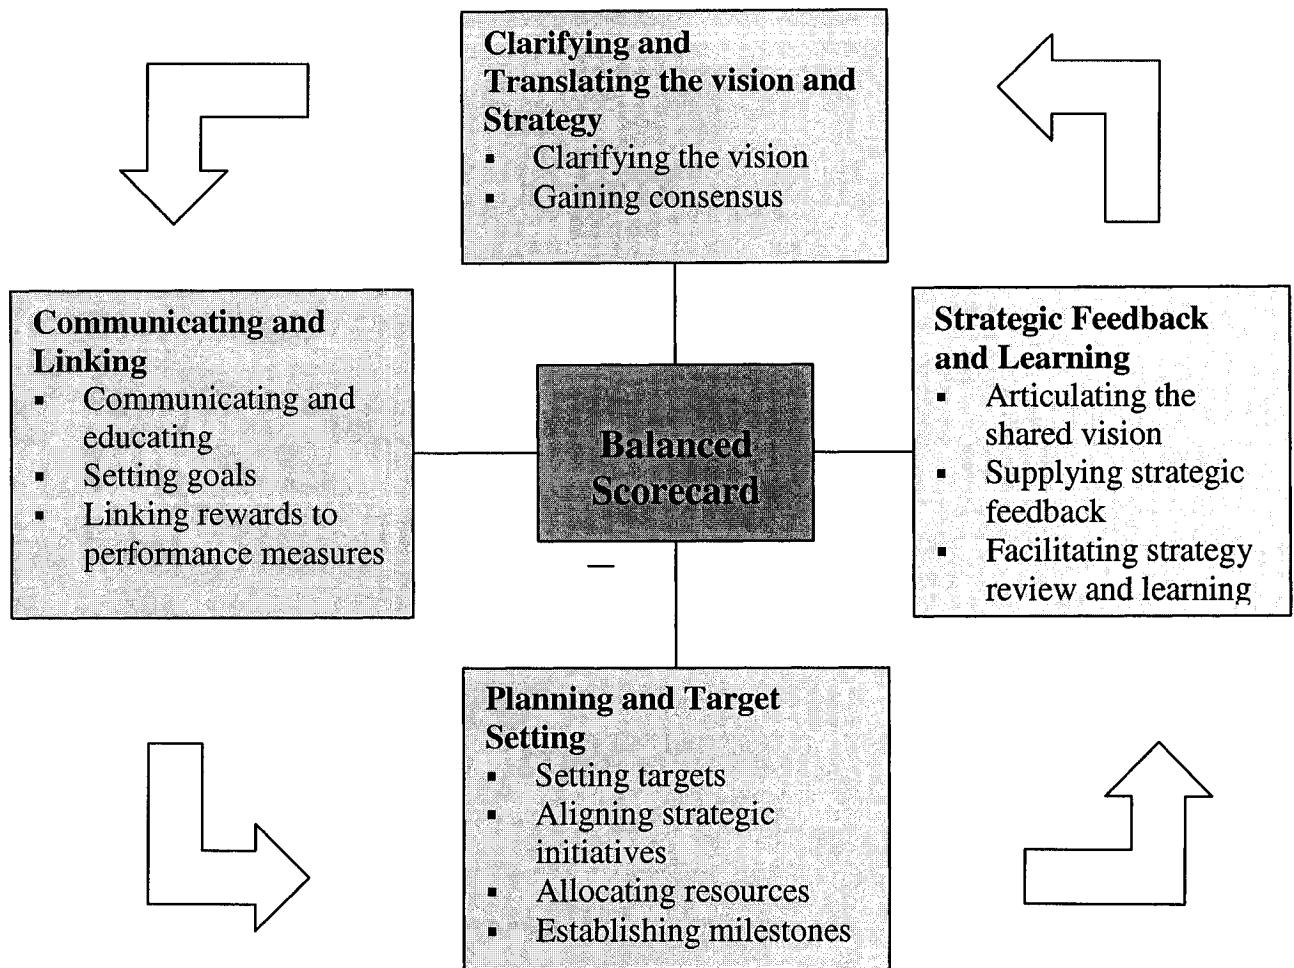 Clarifying and
Translating the vision and
Strategy
▪ Clarifying the vision
▪ Gaining consensus
Communicating and
Linking
▪ Communicating and
educating
▪ Setting goals
▪ Linking rewards to
performance measures
Balanced
Scorecard
Strategic Feedback
and Learning
▪ Articulating the
shared vision
▪ Supplying strategic
feedback
▪ Facilitating strategy
review and learning
Planning and Target
Setting
▪ Setting targets
▪ Aligning strategic
initiatives
▪ Allocating resources
▪ Establishing milestones